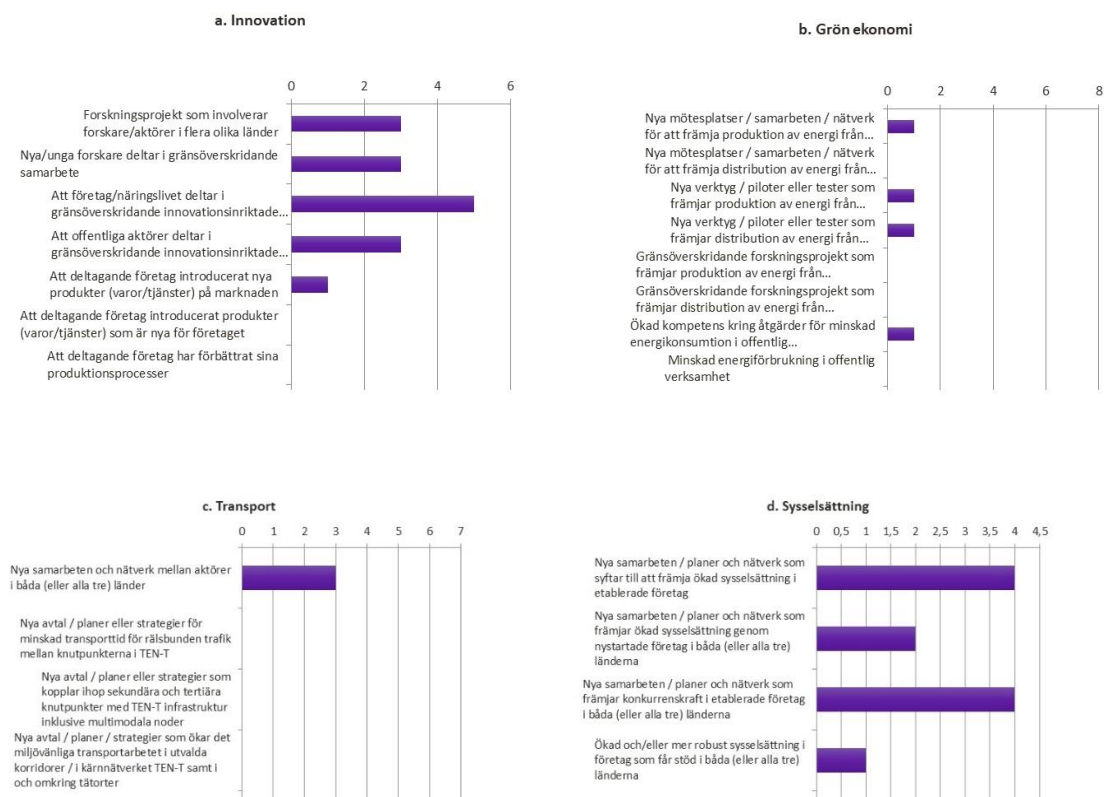 a. Innovation
0 2 4 6
Forskningsprojekt som involverar
forskare/aktörer i flera olika länder
Nya/unga forskare deltar i gränsöverskridande
samarbete
Att företag/näringslivet deltar i
gränsöverskridande innovationsinriktade...
Att offentliga aktörer deltar i
gränsöverskridande innovationsinriktade...
Att deltagande företag introducerat nya
produkter (varor/tjänster) på marknaden
Att deltagande företag introducerat produkter
(varor/tjänster) som är nya för företaget
Att deltagande företag har förbättrat sina
produktionsprocesser
b. Grön ekonomi
0 2 4 6 8
Nya mötesplatser / samarbeten / nätverk
för att främja produktion av energi från...
Nya mötesplatser / samarbeten / nätverk
för att främja distribution av energi från...
Nya verktyg / piloter eller tester som
främjar produktion av energi från...
Nya verktyg / piloter eller tester som
främjar distribution av energi från...
Gränsöverskridande forskningsprojekt som
främjar produktion av energi från...
Gränsöverskridande forskningsprojekt som
främjar distribution av energi från...
Ökad kompetens kring åtgärder för minskad
energikonsumtion i offentlig...
Minskad energiförbrukning i offentlig
verksamhet
c. Transport
0 1 2 3 4 5 6 7
Nya samarbeten och nätverk mellan aktörer
i båda (eller alla tre) länder
Nya avtal / planer eller strategier för
minskad transporttid för rälsbunden trafik
mellan knutpunkterna i TEN-T
Nya avtal / planer eller strategier som
kopplar ihop sekundära och tertiära
knutpunkter med TEN-T infrastruktur
inklusive multimodala noder
Nya avtal / planer / strategier som ökar det
miljövänliga transportarbetet i utvalda
korridorer / i kärnnätverket TEN-T samt i
och omkring tätorter
d. Sysselsättning
0 0,5 1 1,5 2 2,5 3 3,5 4 4,5
Nya samarbeten / planer och nätverk som
syftar till att främja ökad sysselsättning i
etablerade företag
Nya samarbeten / planer och nätverk som
främjar ökad sysselsättning genom
nystartade företag i båda (eller alla tre)
länderna
Nya samarbeten / planer och nätverk som
främjar konkurrenskraft i etablerade företag
i båda (eller alla tre) länderna
Ökad och/eller mer robust sysselsättning i
företag som får stöd i båda (eller alla tre)
länderna